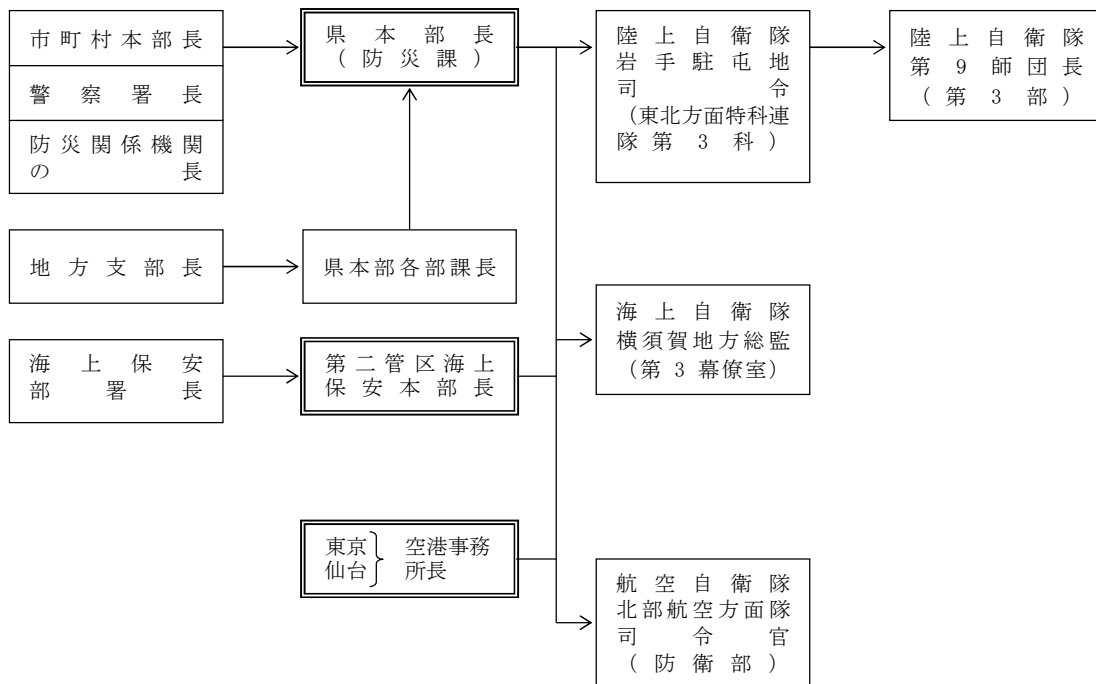 市町村本部長
警察署長
防災関係機関
の長
県本部長
(防災課)
陸上自衛隊
岩手駐屯地
司令
(東北方面特科連
隊第3科)
陸上自衛隊
第9師団長
(第3部)
地方支部長
県本部各部課長
海上保安
部署長
第二管区海上
保安本部長
海上自衛隊
横須賀地方総監
(第3幕僚室)
東京
仙台
空港事務
所長
航空自衛隊
北部航空方面隊
司令官
(防衛部)